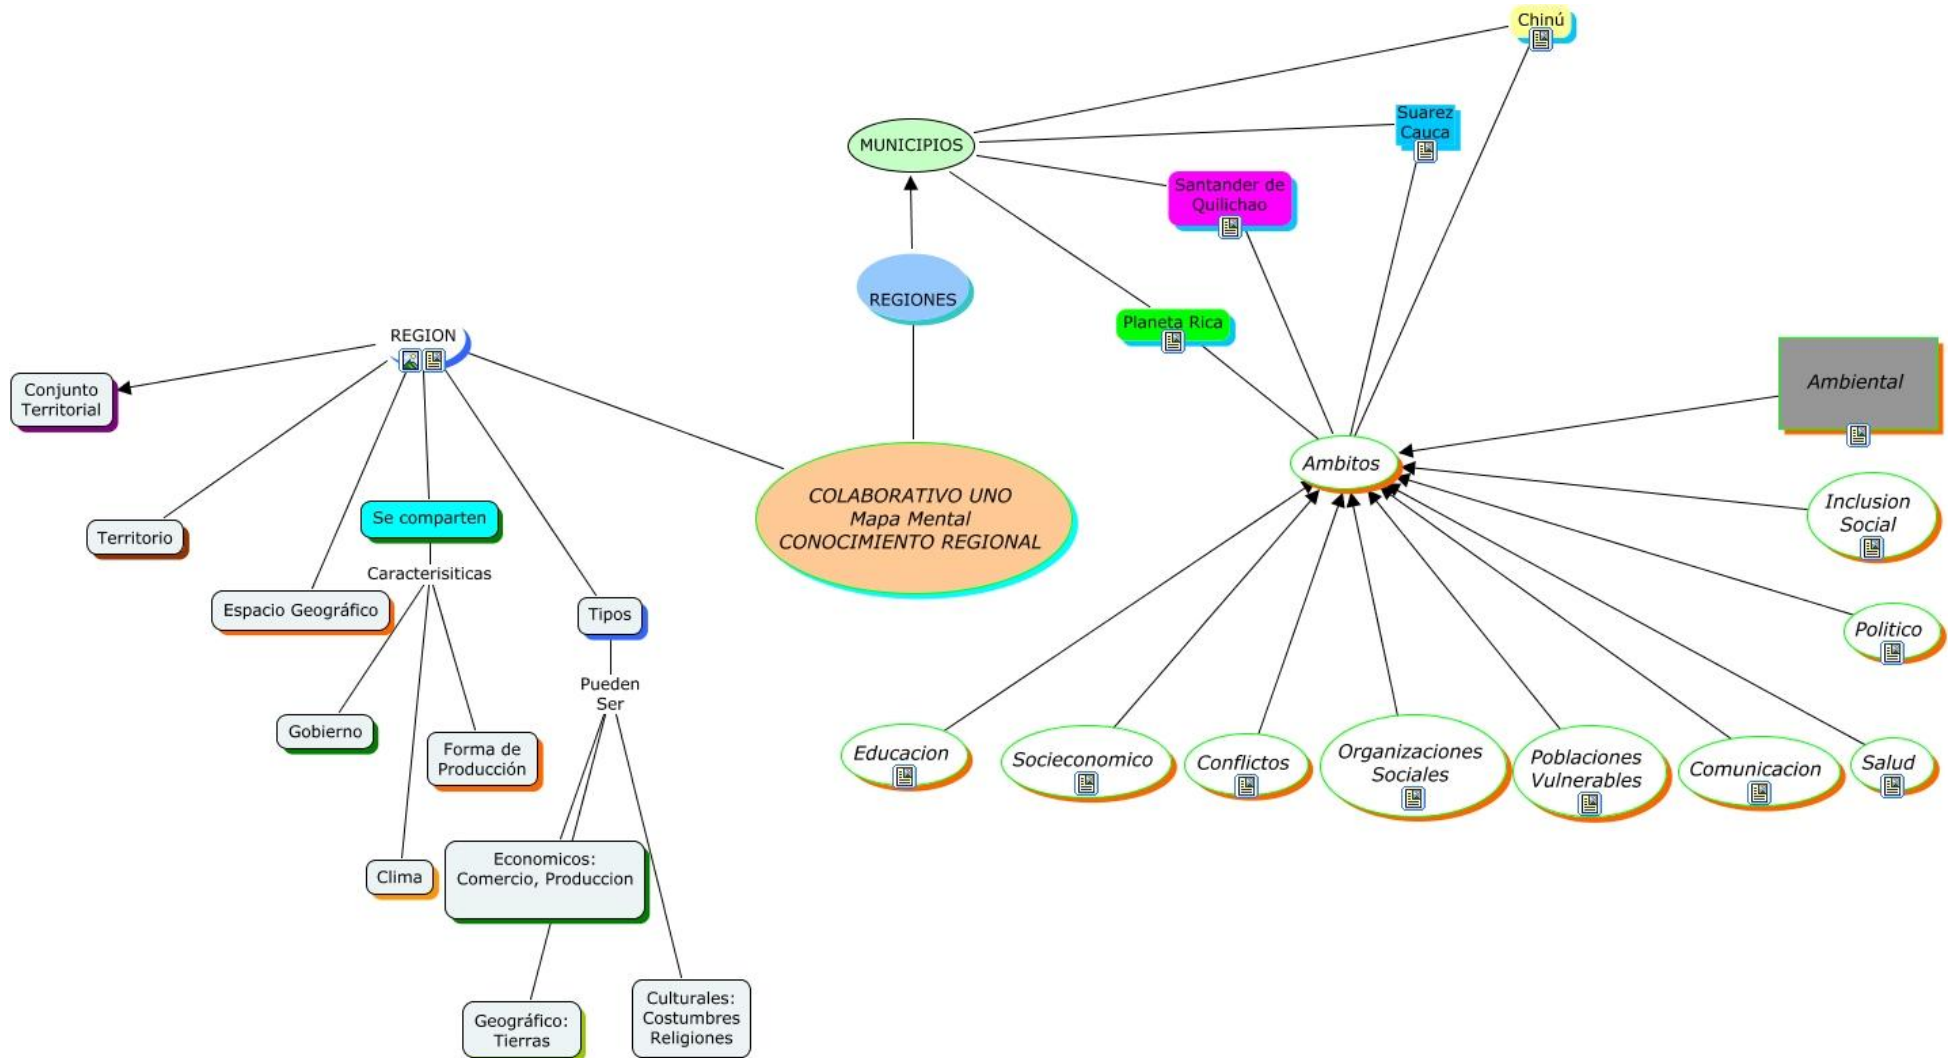 Chinú
Suarez
Cauca
MUNICIPIOS
Santander de
Quilichao
REGIONES
Planeta Rica
REGION
Conjunto
Territorial
Ambiental
Ambitos
COLABORATIVO UNO
Mapa Mental
CONOCIMIENTO REGIONAL
Inclusion
Social
Se comparten
Territorio
Caracterisiticas
Espacio Geográfico
Tipos
Politico
Pueden
Ser
Gobierno
Forma de
Producción
Educacion
Socieconomico
Conflictos
Organizaciones
Sociales
Poblaciones
Vulnerables
Comunicacion
Salud
Economicos:
Comercio, Produccion
Clima
Geográfico:
Tierras
Culturales:
Costumbres
Religiones